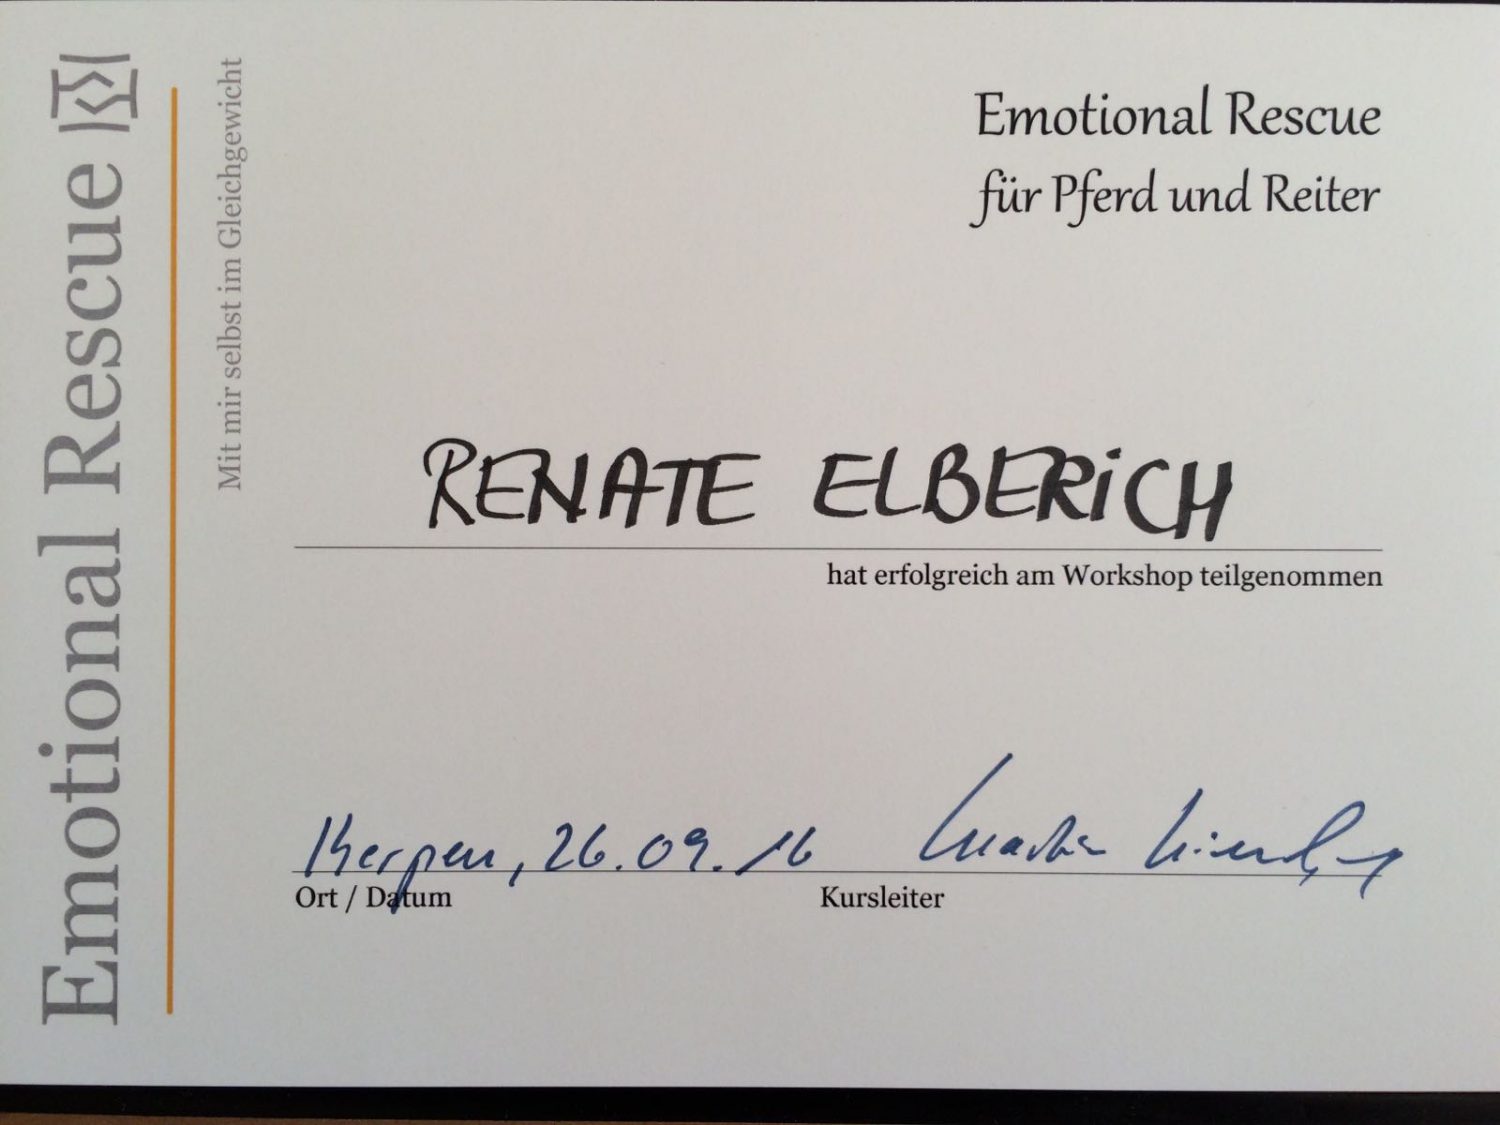 Emotional Rescue
Mit mir selbst im Gleichgewicht
Emotional Rescue
für Pferd und Reiter
RENATE ELBERiCH
hat erfolgreich am Workshop teilgenommen
Kerpen, 26.09.16
Ort / Datum
Kursleiter